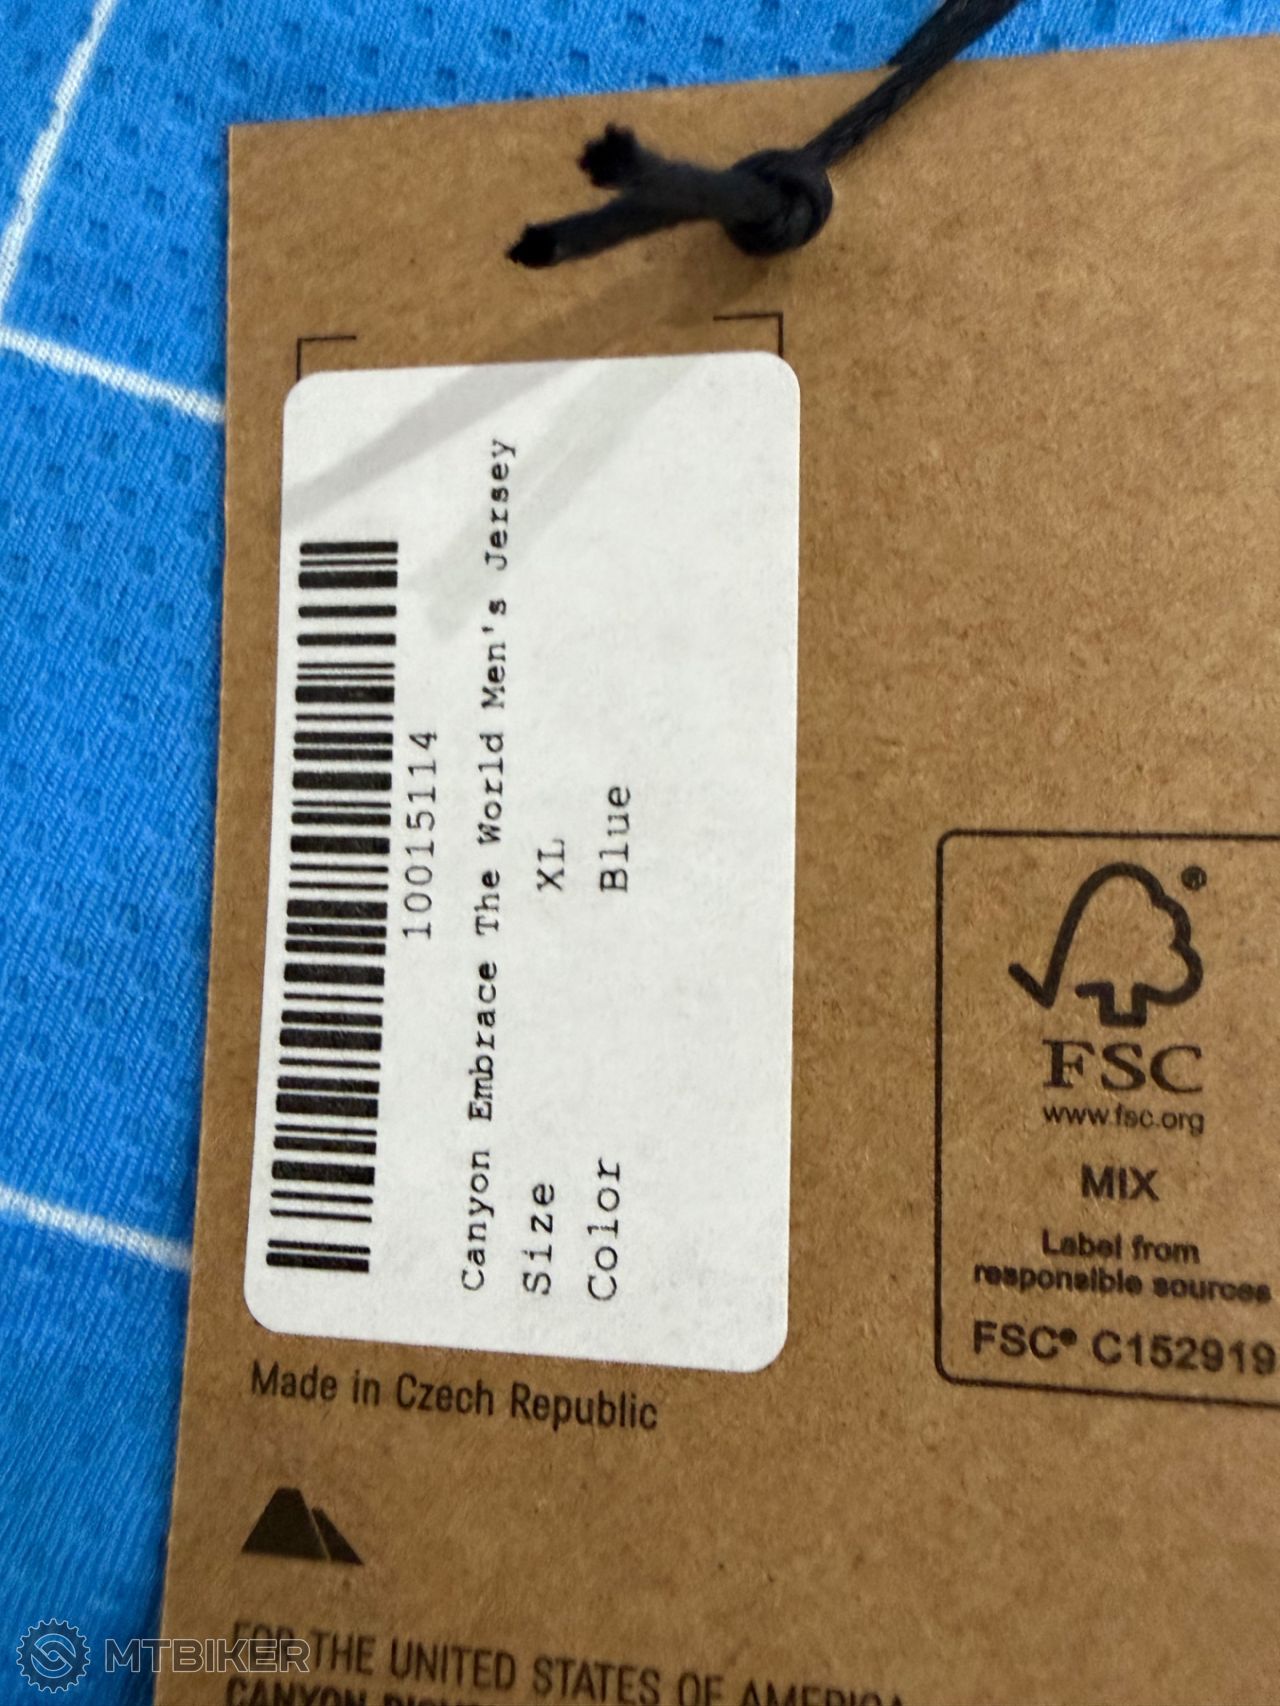 10015114
Canyon Embrace The World Men's Jersey
Size XL
Color Blue
Made in Czech Republic
FSC®
www.fsc.org
MIX
Label from
responsible sources
FSC® C152919
FOR THE UNITED STATES OF AMERICA
CANYON
MTBIKER